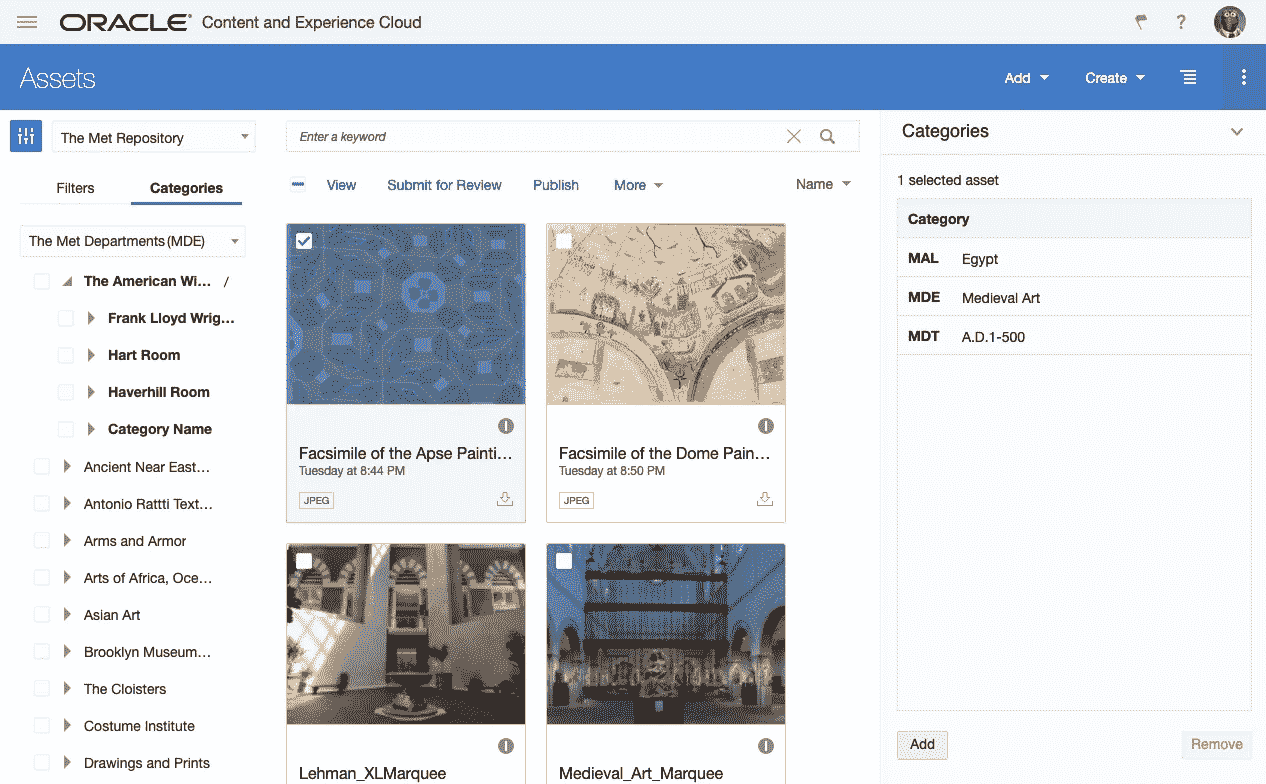 ORACLE® Content and Experience Cloud
?
Assets
Add
Create
The Met Repository
Filters
Categories
The Met Departments (MDE)
The American Wi... /
Frank Lloyd Wrig...
Hart Room
Haverhill Room
Category Name
Ancient Near East...
Antonio Rattti Text...
Arms and Armor
Arts of Africa, Oce...
Asian Art
Brooklyn Museum...
The Cloisters
Costume Institute
Drawings and Prints
Enter a keyword
View Submit for Review Publish More Name
Facsimile of the Apse Painti...
Tuesday at 8:44 PM
JPEG
Facsimile of the Dome Pain...
Tuesday at 8:50 PM
JPEG
Lehman_XLMarquee
Medieval_Art_Marquee
Categories
1 selected asset
Category
MAL Egypt
MDE Medieval Art
MDT A.D.1-500
Add
Remove